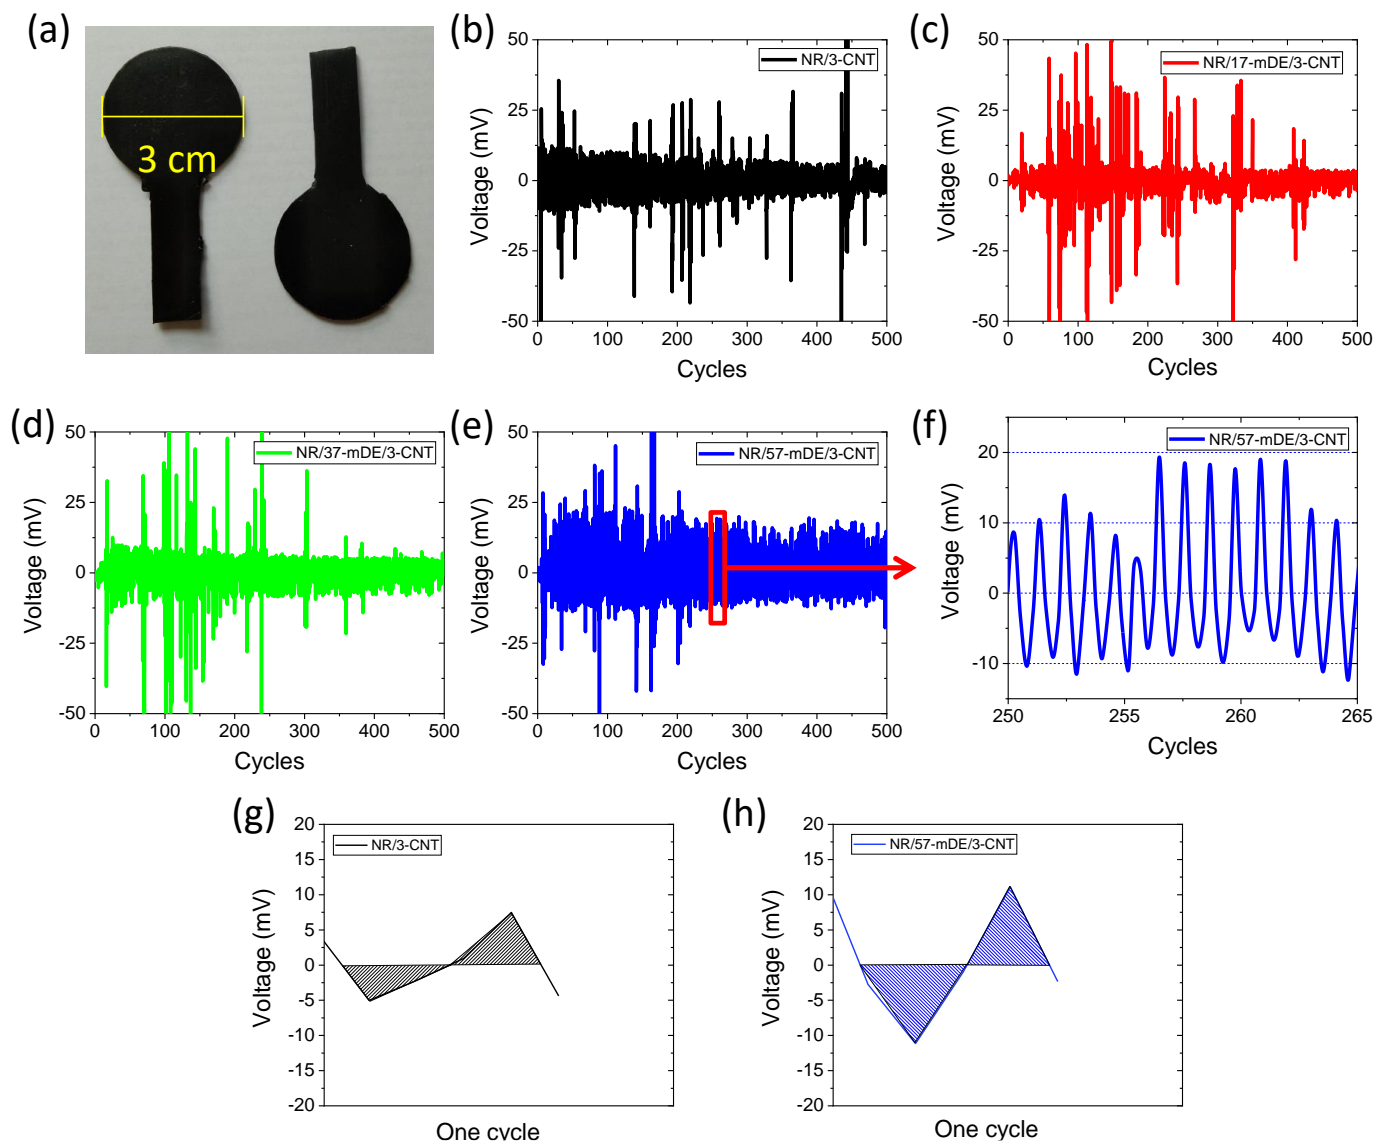 (a)
3 cm
(b)
NR/3-CNT
Voltage (mV)
50
25
0
-25
-50
0 100 200 300 400 500
Cycles
(c)
NR/17-mDE/3-CNT
Voltage (mV)
50
25
0
-25
-50
0 100 200 300 400 500
Cycles
(d)
NR/37-mDE/3-CNT
Voltage (mV)
50
25
0
-25
-50
0 100 200 300 400 500
Cycles
(e)
NR/57-mDE/3-CNT
Voltage (mV)
50
25
0
-25
-50
0 100 200 300 400 500
Cycles
(f)
NR/57-mDE/3-CNT
Voltage (mV)
20
10
0
-10
250 255 260 265
Cycles
(g)
NR/3-CNT
Voltage (mV)
20
15
10
5
0
-5
-10
-15
-20
One cycle
(h)
NR/57-mDE/3-CNT
Voltage (mV)
20
15
10
5
0
-5
-10
-15
-20
One cycle